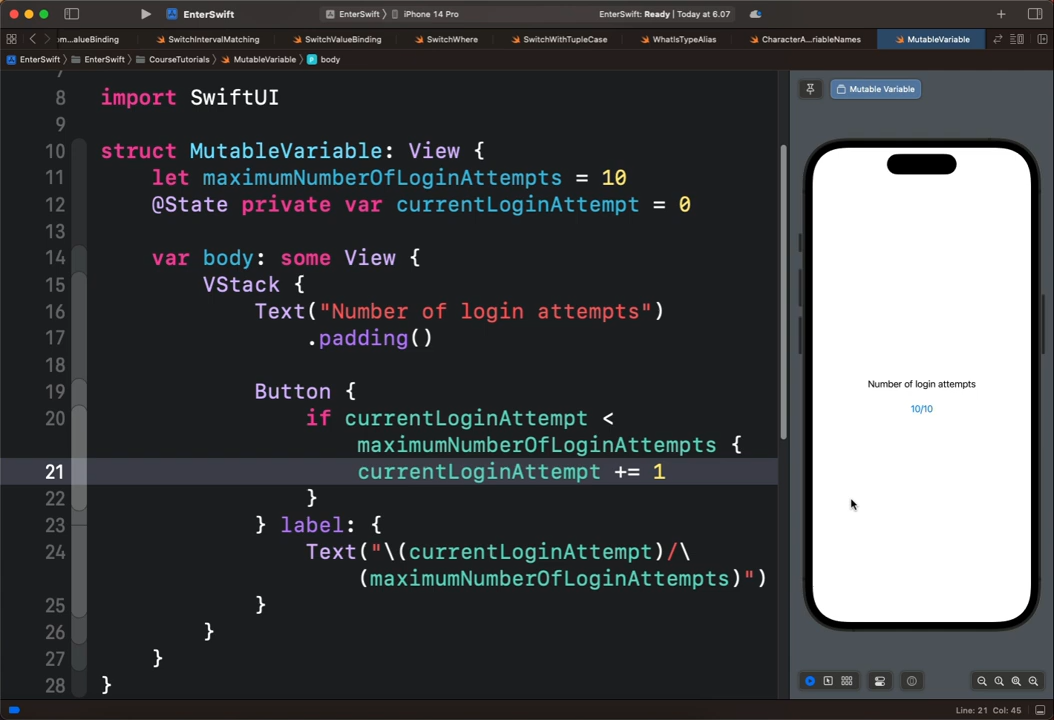 EnterSwift
EnterSwift 〉 iPhone 14 Pro
EnterSwift: Ready | Today at 6.07
m...alueBinding
SwitchIntervalMatching
SwitchValueBinding
SwitchWhere
SwitchWithTupleCase
WhatIsTypeAlias
CharacterA...riableNames
MutableVariable
EnterSwift 〉 EnterSwift 〉 CourseTutorials 〉 MutableVariable 〉 body
Mutable Variable
8 import SwiftUI
9
10 struct MutableVariable: View {
11 let maximumNumberOfLoginAttempts = 10
12 @State private var currentLoginAttempt = 0
13
14 var body: some View {
15 VStack {
16 Text("Number of login attempts")
17 .padding()
18
19 Button {
20 if currentLoginAttempt <
maximumNumberOfLoginAttempts {
21 currentLoginAttempt += 1
22 }
23 } label: {
24 Text("\(currentLoginAttempt)/\
(maximumNumberOfLoginAttempts)")
25 }
26 }
27 }
28 }
Number of login attempts
10/10
Line: 21 Col: 45